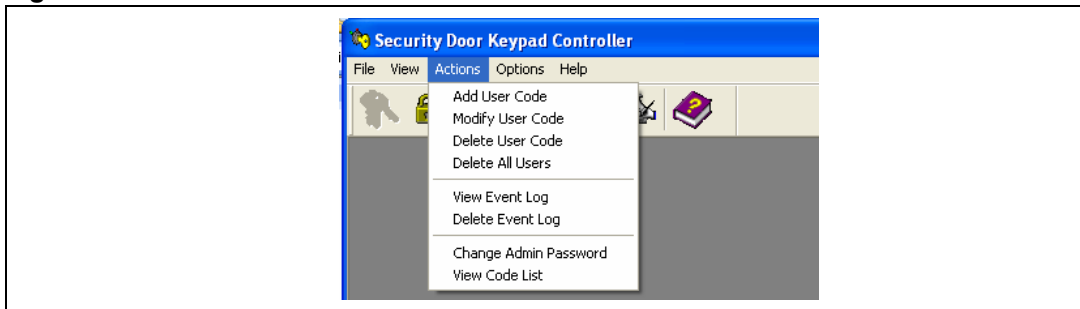 Security Door Keypad Controller
File View Actions Options Help
Add User Code
Modify User Code
Delete User Code
Delete All Users
View Event Log
Delete Event Log
Change Admin Password
View Code List